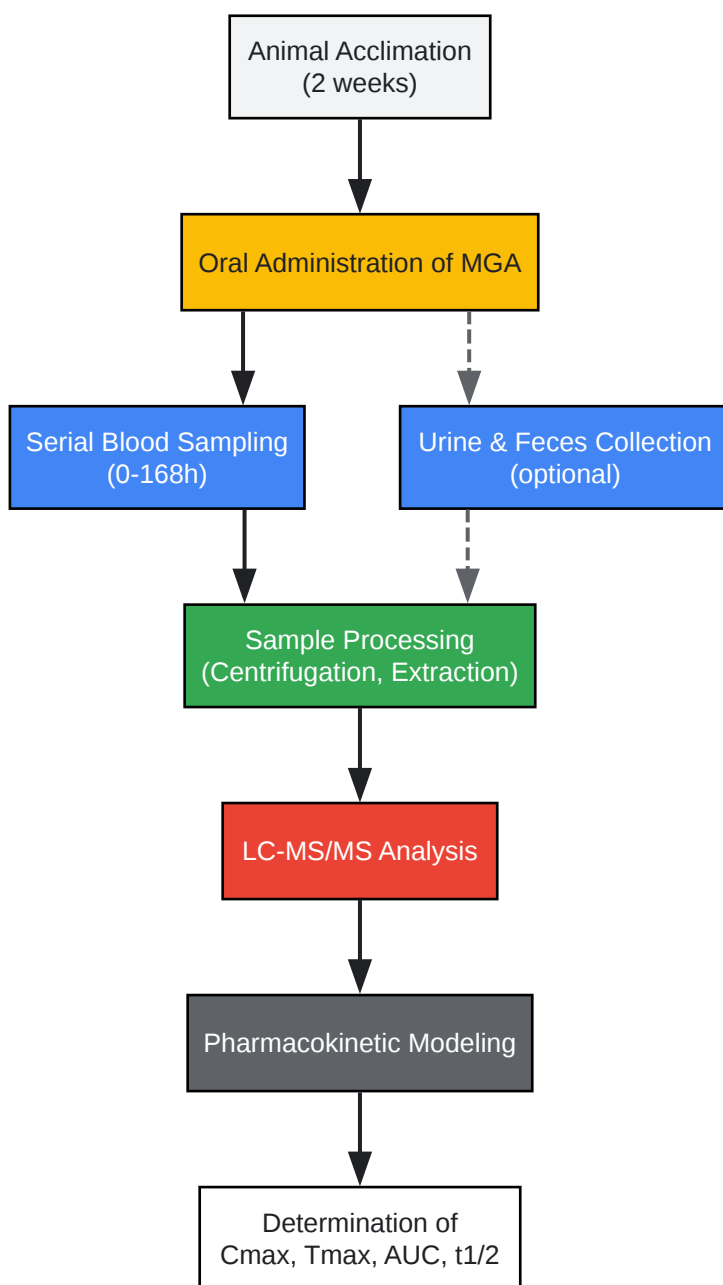 Animal Acclimation
(2 weeks)
Oral Administration of MGA
Serial Blood Sampling
(0-168h)
Urine & Feces Collection
(optional)
Sample Processing
(Centrifugation, Extraction)
LC-MS/MS Analysis
Pharmacokinetic Modeling
Determination of
Cmax, Tmax, AUC, t1/2